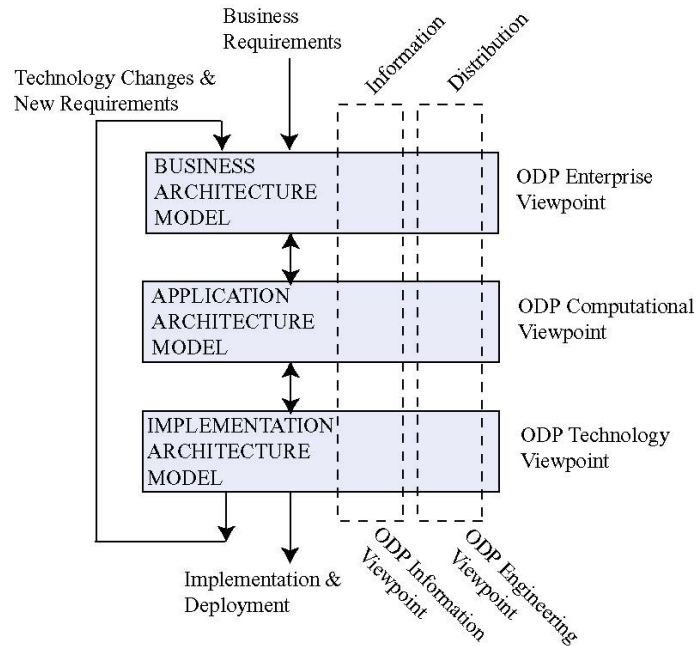 Business
Requirements
Information
Distribution
Technology Changes &
New Requirements
BUSINESS
ARCHITECTURE
MODEL
ODP Enterprise
Viewpoint
APPLICATION
ARCHITECTURE
MODEL
ODP Computational
Viewpoint
IMPLEMENTATION
ARCHITECTURE
MODEL
ODP Technology
Viewpoint
Implementation &
Deployment
ODP Information
Viewpoint
ODP Engineering
Viewpoint